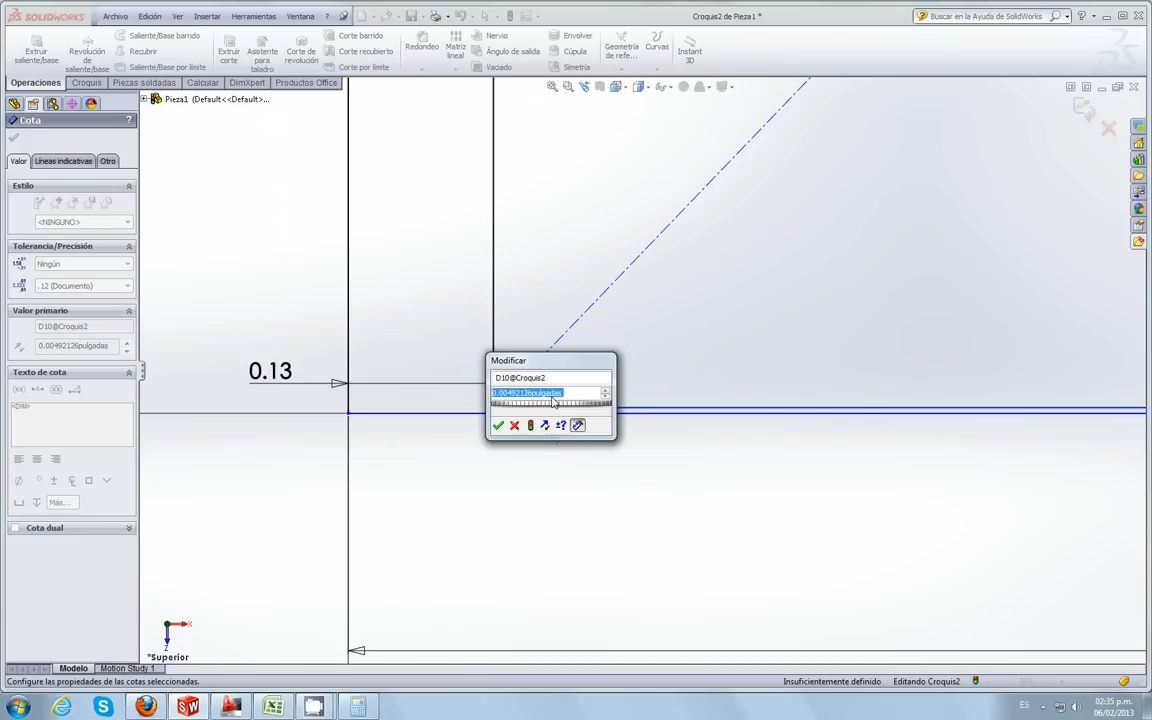 SOLIDWORKS
Archivo Edición Ver Insertar Herramientas Ventana ?
Croquis2 de Pieza1 *
Buscar en la Ayuda de SolidWorks
Extruir saliente/base
Revolución de saliente/base
Saliente/Base barrido
Recubrir
Saliente/Base por límite
Extruir corte
Asistente para taladro
Corte de revolución
Corte barrido
Corte recubierto
Corte por límite
Redondeo
Matriz lineal
Nervio
Ángulo de salida
Vaciado
Envolver
Cúpula
Simetría
Geometría de refe...
Curvas
Instant 3D
Operaciones Croquis Piezas soldadas Calcular DimXpert Productos Office
Pieza1 (Default<<Default>...
Cota ?
Valor Líneas indicativas Otro
Estilo
<NINGUNO>
Tolerancia/Precisión
Ningún
.12 (Documento)
Valor primario
D10@Croquis2
0.00492126pulgadas
Texto de cota
<DIM>
Más...
Cota dual
0.13
Modificar
D10@Croquis2
0.00492126pulgadas
X
Z
*Superior
Modelo Motion Study 1
Configure las propiedades de las cotas seleccionadas.
Insuficientemente definido Editando Croquis2
ES
02:35 p.m.
06/02/2013